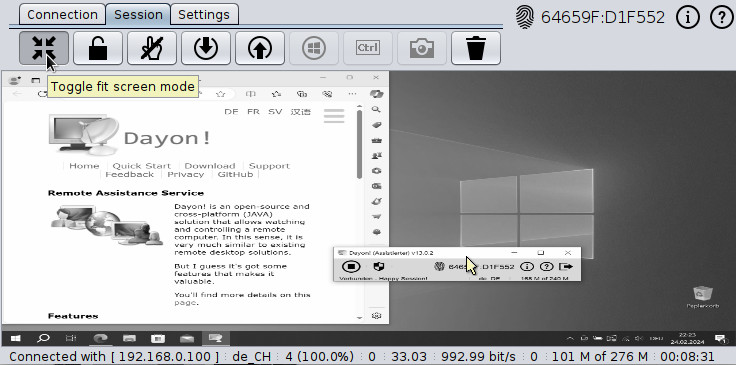 Connection Session Settings
64659F:D1F552
Ctrl
Toggle fit screen mode
DE FR SV 汉语
Dayon!
Home Quick Start Download Support
Feedback Privacy GitHub
Remote Assistance Service
Dayon! is an open-source and
cross-platform (JAVA)
solution that allows watching
and controlling a remote
computer. In this sense, it is
very much similar to existing
remote desktop solutions.
But I guess it's got some
features that makes it
valuable.
You'll find more details on this
page.
Features
Dayon! (Assistierter) v13.0.2
64659F:D1F552
Verbunden - Happy Session!
de_DE
168 M of 240 M
Papierkorb
DEU
22:23
24.02.2024
Connected with [ 192.168.0.100 ] de_CH 4 (100.0%) 0 33.03 992.99 bit/s 0 101 M of 276 M 00:08:31